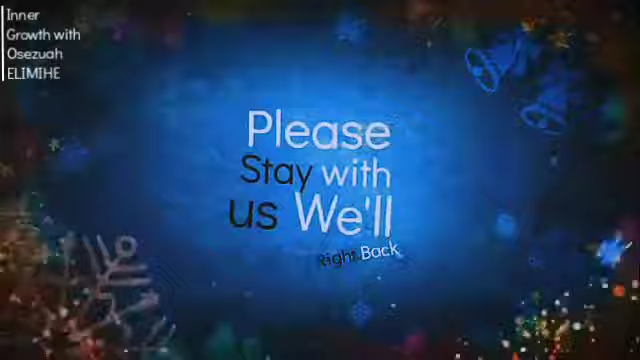 Inner
Growth with
Osezuah
ELIMIHE
Please
Stay with
us We'll
Right Back